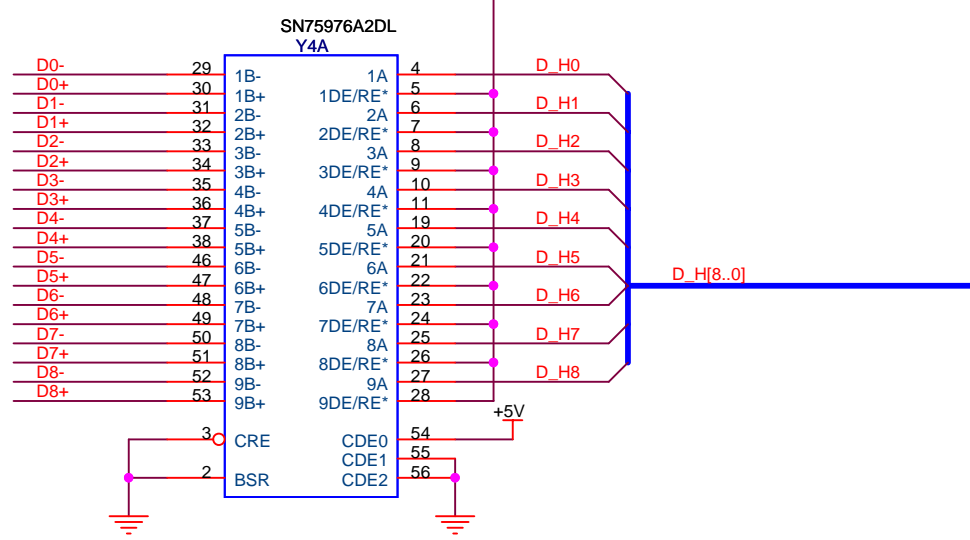 SN75976A2DL
Y4A
D0- 29 1B- 1A 4 D_H0
D0+ 30 1B+ 1DE/RE* 5
D1- 31 2B- 2A 6 D_H1
D1+ 32 2B+ 2DE/RE* 7
D2- 33 3B- 3A 8 D_H2
D2+ 34 3B+ 3DE/RE* 9
D3- 35 4B- 4A 10 D_H3
D3+ 36 4B+ 4DE/RE* 11
D4- 37 5B- 5A 19 D_H4
D4+ 38 5B+ 5DE/RE* 20
D5- 46 6B- 6A 21 D_H5
D_H[8..0]
D5+ 47 6B+ 6DE/RE* 22
D6- 48 7B- 7A 23 D_H6
D6+ 49 7B+ 7DE/RE* 24
D7- 50 8B- 8A 25 D_H7
D7+ 51 8B+ 8DE/RE* 26
D8- 52 9B- 9A 27 D_H8
D8+ 53 9B+ 9DE/RE* 28
+5V
3 CRE CDE0 54
CDE1 55
2 BSR CDE2 56